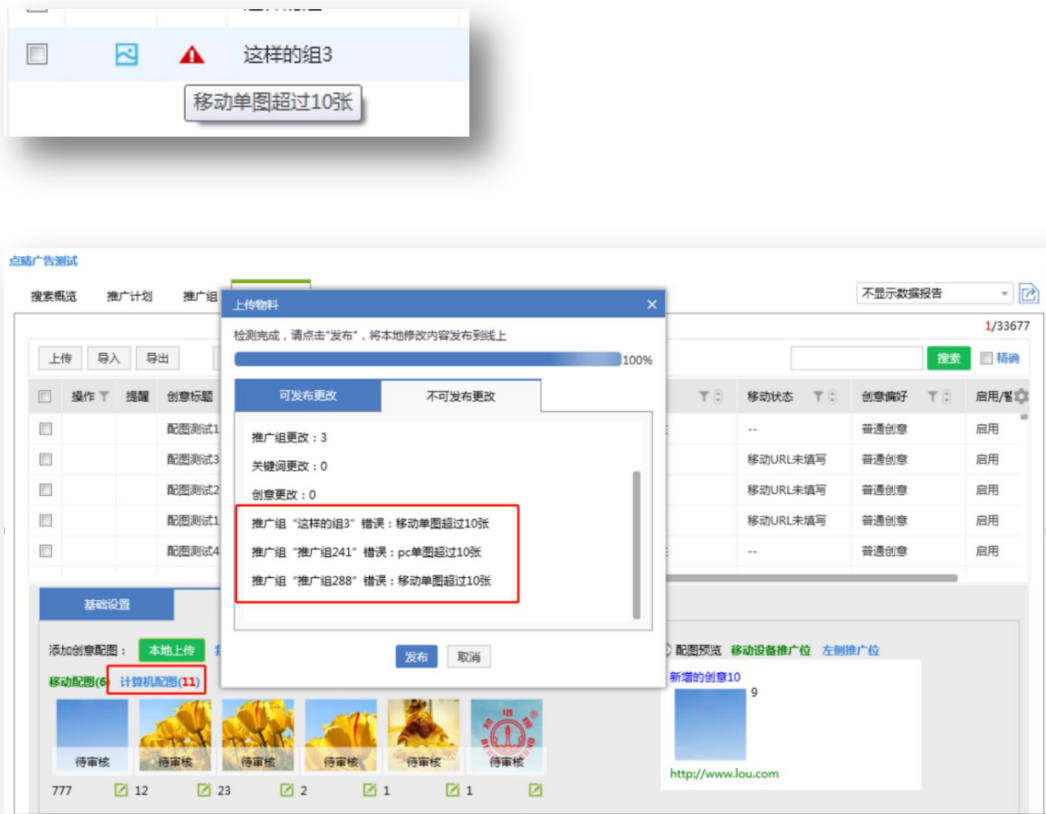 这样的组3
移动单图超过10张
点睛广告测试
搜索概览 推广计划 推广组
不显示数据报告
上传物料
检测完成，请点击"发布"，将本地修改内容发布到线上
100%
1/33677
上传 导入 导出
搜索 精确
可发布更改 不可发布更改
操作 提醒 创意标题 移动状态 创意偏好 启用/暂
配图测试1 -- 普通创意 启用
配图测试3 移动URL未填写 普通创意 启用
配图测试2 移动URL未填写 普通创意 启用
配图测试1 移动URL未填写 普通创意 启用
配图测试4 -- 普通创意 启用
推广组更改：3
关键词更改：0
创意更改：0
推广组“这样的组3”错误：移动单图超过10张
推广组“推广组241”错误：pc单图超过10张
推广组“推广组288”错误：移动单图超过10张
发布 取消
基础设置
添加创意配图： 本地上传
配图预览 移动设备推广位 左侧推广位
移动配图(6) 计算机配图(11)
新增的创意10
9
待审核 待审核 待审核 待审核 待审核 待审核
http://www.lou.com
777 12 23 2 1 1